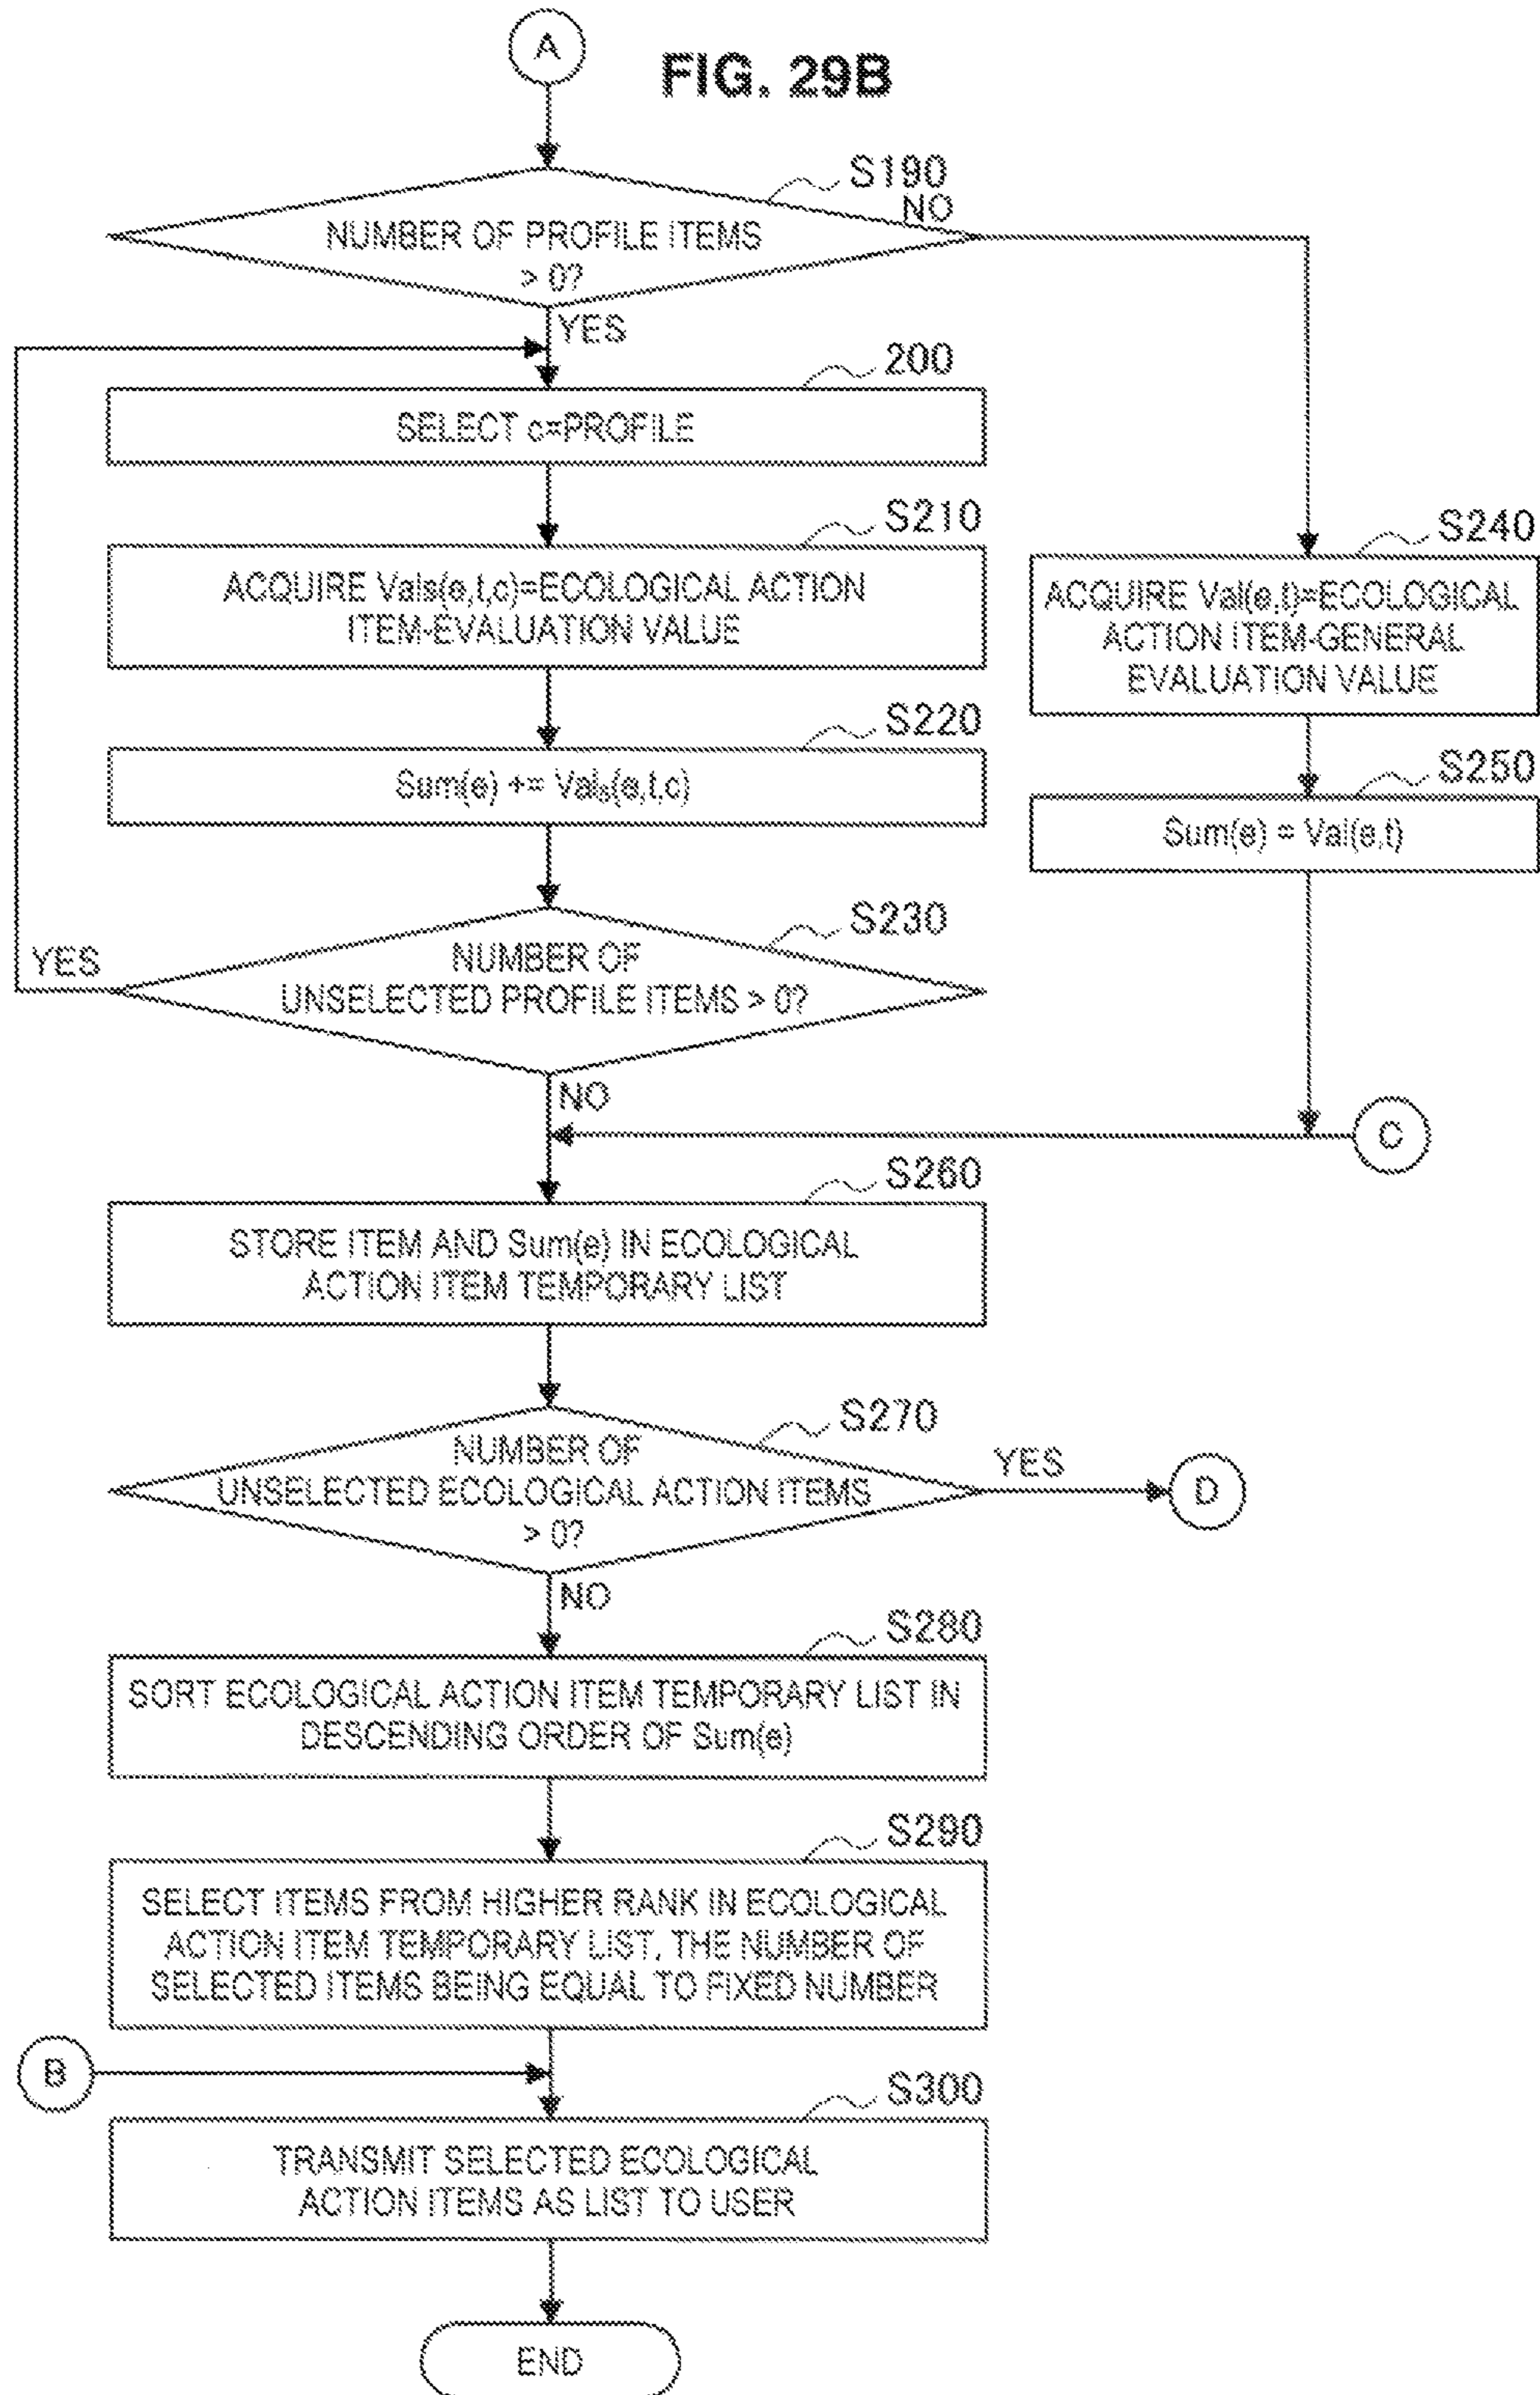 A
FIG. 29B
S190
NO
NUMBER OF PROFILE ITEMS
> 0?
YES
200
SELECT c=PROFILE
S210
ACQUIRE Vals(e,t,c)=ECOLOGICAL ACTION
ITEM-EVALUATION VALUE
S240
ACQUIRE Val(e,t)=ECOLOGICAL
ACTION ITEM-GENERAL
EVALUATION VALUE
S220
Sum(e) += Vals(e,t,c)
S250
Sum(e) = Val(e,t)
S230
YES
NUMBER OF
UNSELECTED PROFILE ITEMS > 0?
NO
C
S260
STORE ITEM AND Sum(e) IN ECOLOGICAL
ACTION ITEM TEMPORARY LIST
S270
NUMBER OF
UNSELECTED ECOLOGICAL ACTION ITEMS
> 0?
YES
D
NO
S280
SORT ECOLOGICAL ACTION ITEM TEMPORARY LIST IN
DESCENDING ORDER OF Sum(e)
S290
SELECT ITEMS FROM HIGHER RANK IN ECOLOGICAL
ACTION ITEM TEMPORARY LIST, THE NUMBER OF
SELECTED ITEMS BEING EQUAL TO FIXED NUMBER
B
S300
TRANSMIT SELECTED ECOLOGICAL
ACTION ITEMS AS LIST TO USER
END